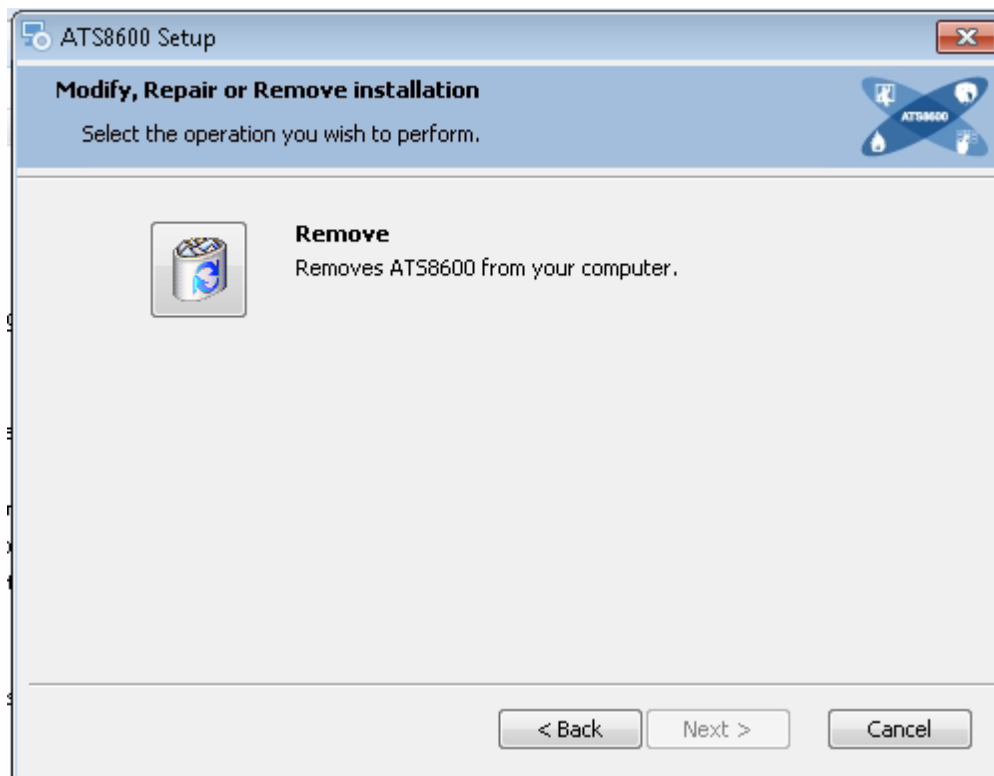 ATS8600 Setup
Modify, Repair or Remove installation
Select the operation you wish to perform.
ATS8600
Remove
Removes ATS8600 from your computer.
< Back
Next >
Cancel